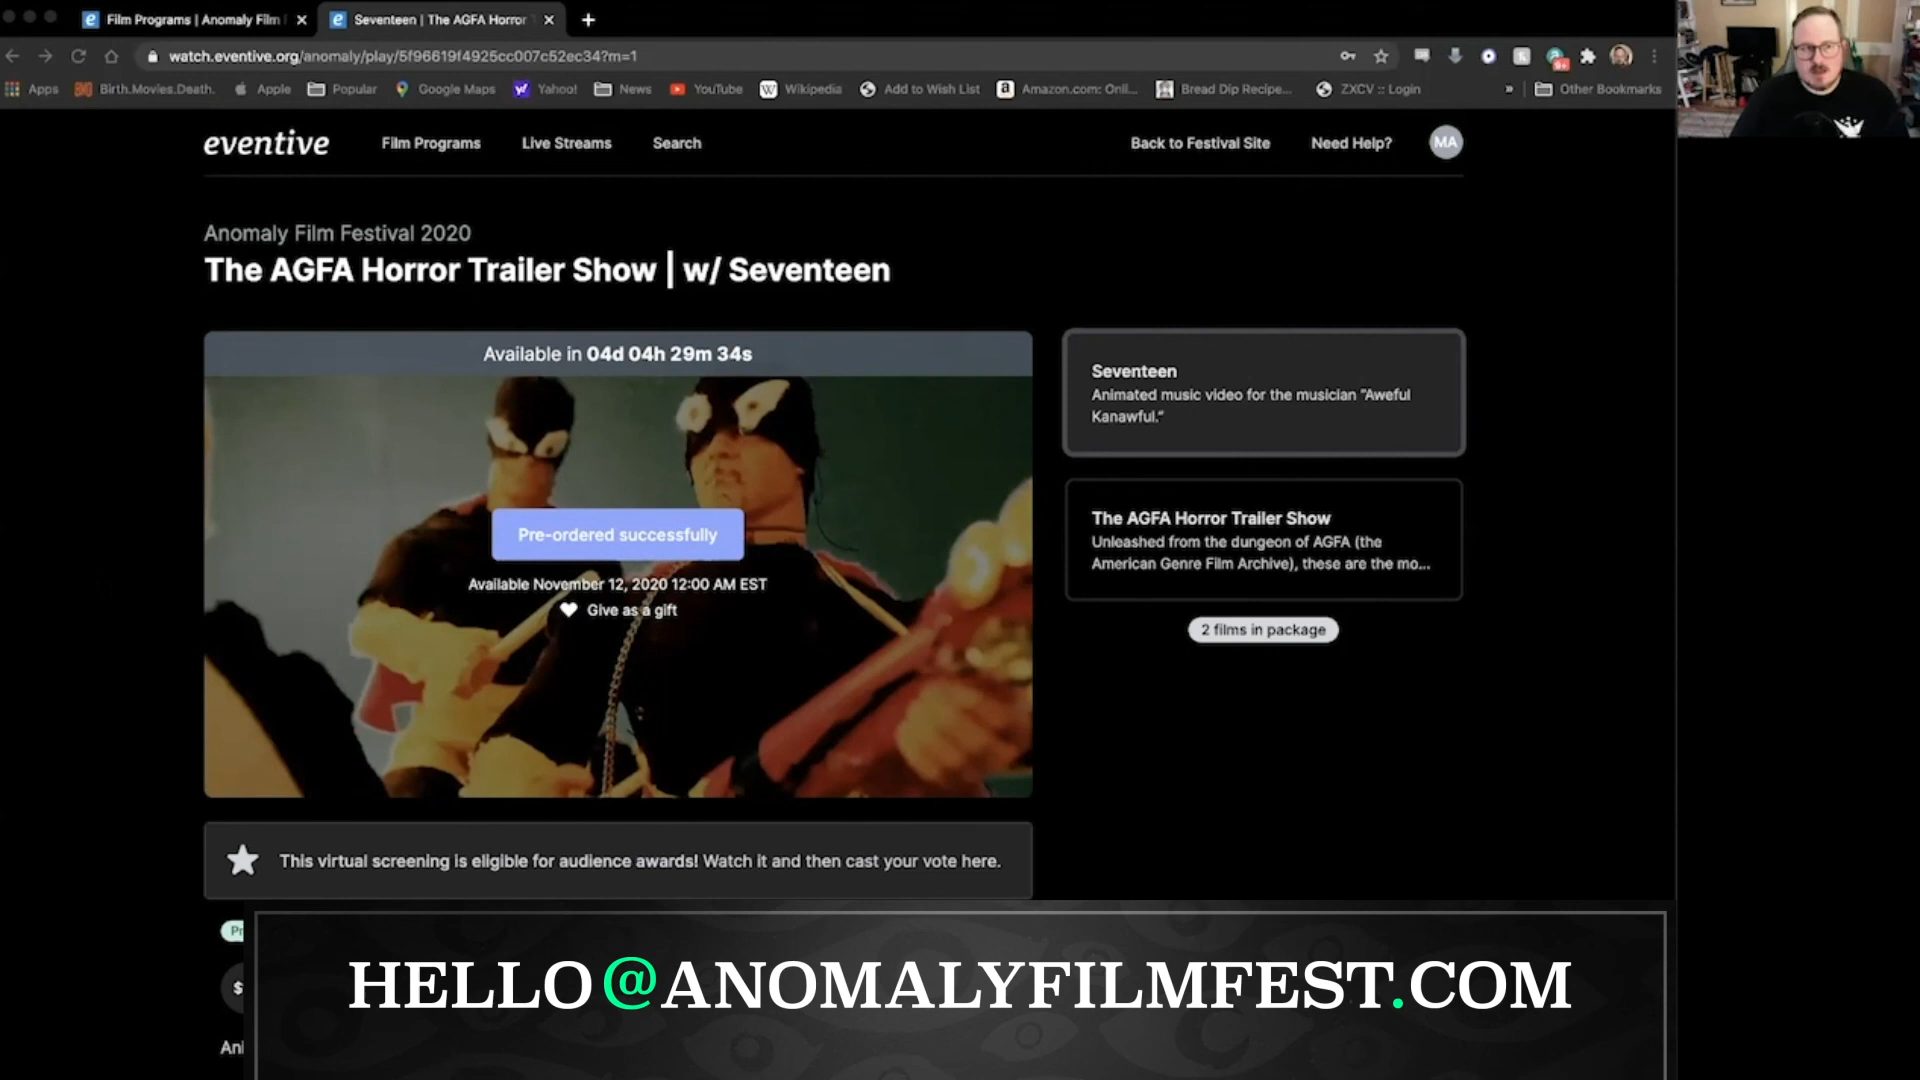 Film Programs | Anomaly Film
Seventeen | The AGFA Horror
watch.eventive.org/anomaly/play/5f96619f4925cc007c52ec34?m=1
Apps
Birth.Movies.Death.
Apple
Popular
Google Maps
Yahoo!
News
YouTube
Wikipedia
Add to Wish List
Amazon.com: Onli...
Bread Dip Recipe...
ZXCV :: Login
»
Other Bookmarks
eventive
Film Programs
Live Streams
Search
Back to Festival Site
Need Help?
MA
Anomaly Film Festival 2020
The AGFA Horror Trailer Show | w/ Seventeen
Available in 04d 04h 29m 34s
Pre-ordered successfully
Available November 12, 2020 12:00 AM EST
Give as a gift
Seventeen
Animated music video for the musician "Aweful
Kanawful."
The AGFA Horror Trailer Show
Unleashed from the dungeon of AGFA (the
American Genre Film Archive), these are the mo...
2 films in package
This virtual screening is eligible for audience awards! Watch it and then cast your vote here.
Pr
$
Ani
HELLO@ANOMALYFILMFEST.COM